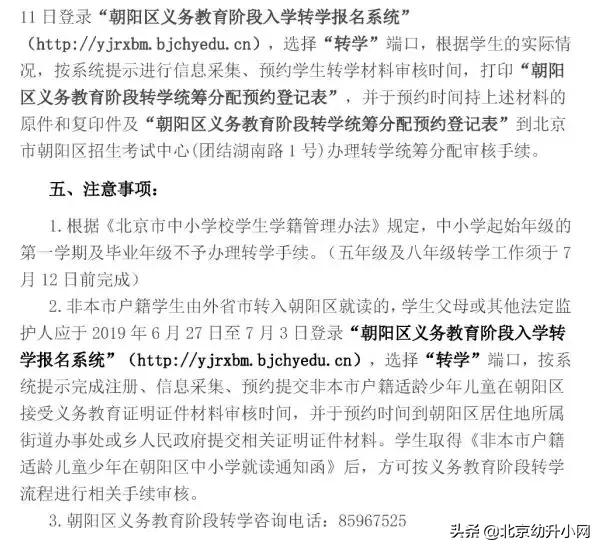 11 日登录“朝阳区义务教育阶段入学转学报名系统”
（http://yjrxbm.bjchyedu.cn），选择“转学”端口，根据学生的实际情
况，按系统提示进行信息采集、预约学生转学材料审核时间，打印“朝阳
区义务教育阶段转学统筹分配预约登记表”，并于预约时间持上述材料的
原件和复印件及“朝阳区义务教育阶段转学统筹分配预约登记表”到北京
市朝阳区招生考试中心(团结湖南路 1 号)办理转学统筹分配审核手续。
五、注意事项：
1.根据《北京市中小学校学生学籍管理办法》规定，中小学起始年级的
第一学期及毕业年级不予办理转学手续。（五年级及八年级转学工作须于 7
月 12 日前完成）
2.非本市户籍学生由外省市转入朝阳区就读的，学生父母或其他法定监
护人应于 2019 年 6 月 27 日至 7 月 3 日登录“朝阳区义务教育阶段入学转
学报名系统”（http://yjrxbm.bjchyedu.cn），选择“转学”端口，按系
统提示完成注册、信息采集、预约提交非本市户籍适龄少年儿童在朝阳区
接受义务教育证明证件材料审核时间，并于预约时间到朝阳区居住地所属
街道办事处或乡人民政府提交相关证明证件材料。学生取得《非本市户籍
适龄儿童少年在朝阳区中小学就读通知函》后，方可按义务教育阶段转学
流程进行相关手续审核。
3.朝阳区义务教育阶段转学咨询电话：85967525
头条 @北京幼升小网